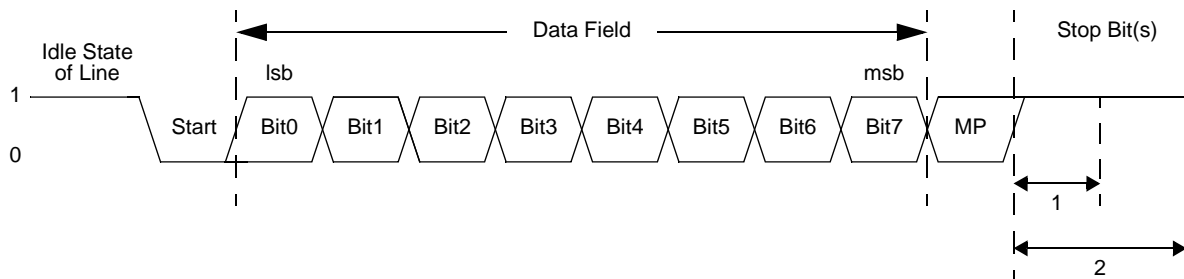 Data Field
Stop Bit(s)
Idle State
of Line
lsb
msb
1
Start
Bit0
Bit1
Bit2
Bit3
Bit4
Bit5
Bit6
Bit7
MP
0
1
2